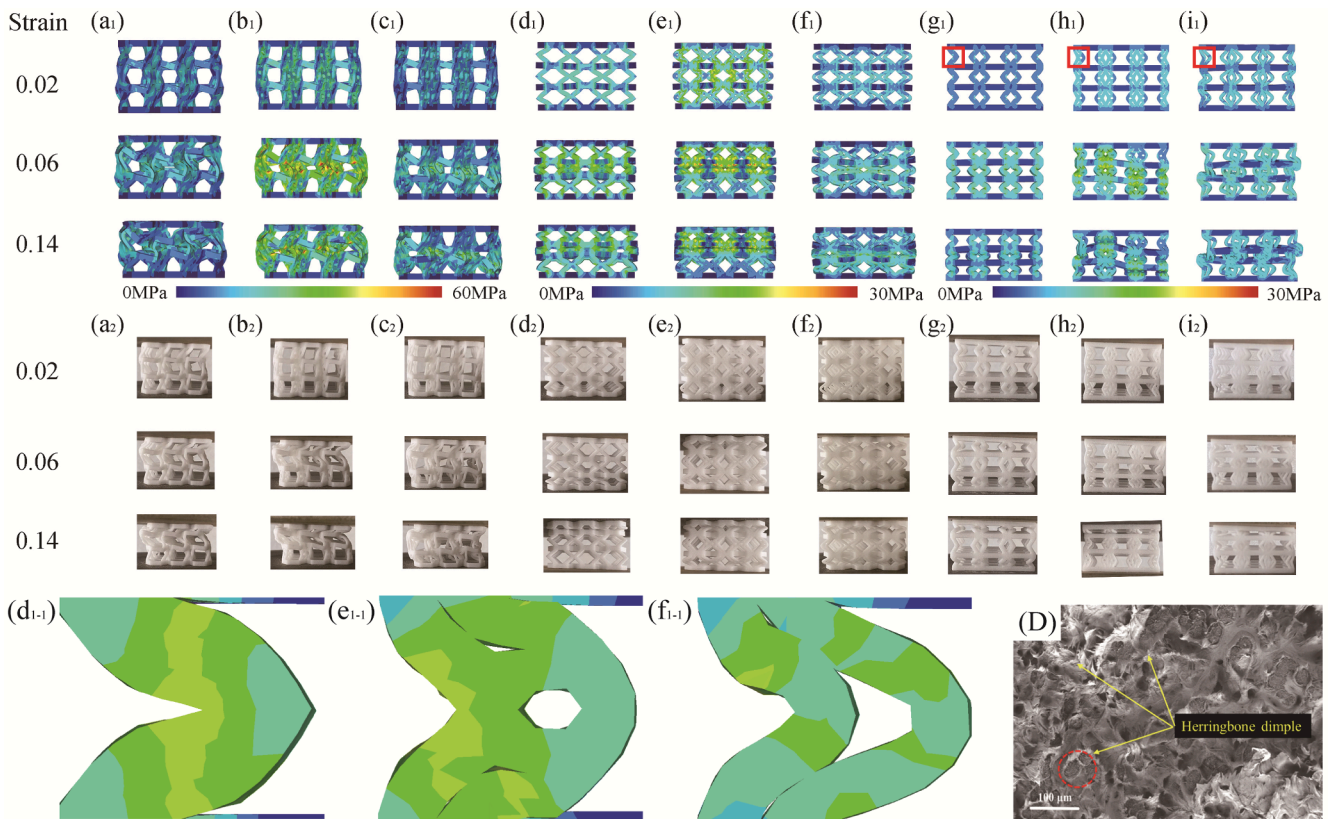 Strain (a1) (b1) (c1) (d1) (e1) (f1) (g1) (h1) (i1)
0.02
0.06
0.14
0MPa 60MPa 0MPa 30MPa 0MPa 30MPa
(a2) (b2) (c2) (d2) (e2) (f2) (g2) (h2) (i2)
0.02
0.06
0.14
(d1-1) (e1-1) (f1-1) (D)
Herringbone dimple
100 μm